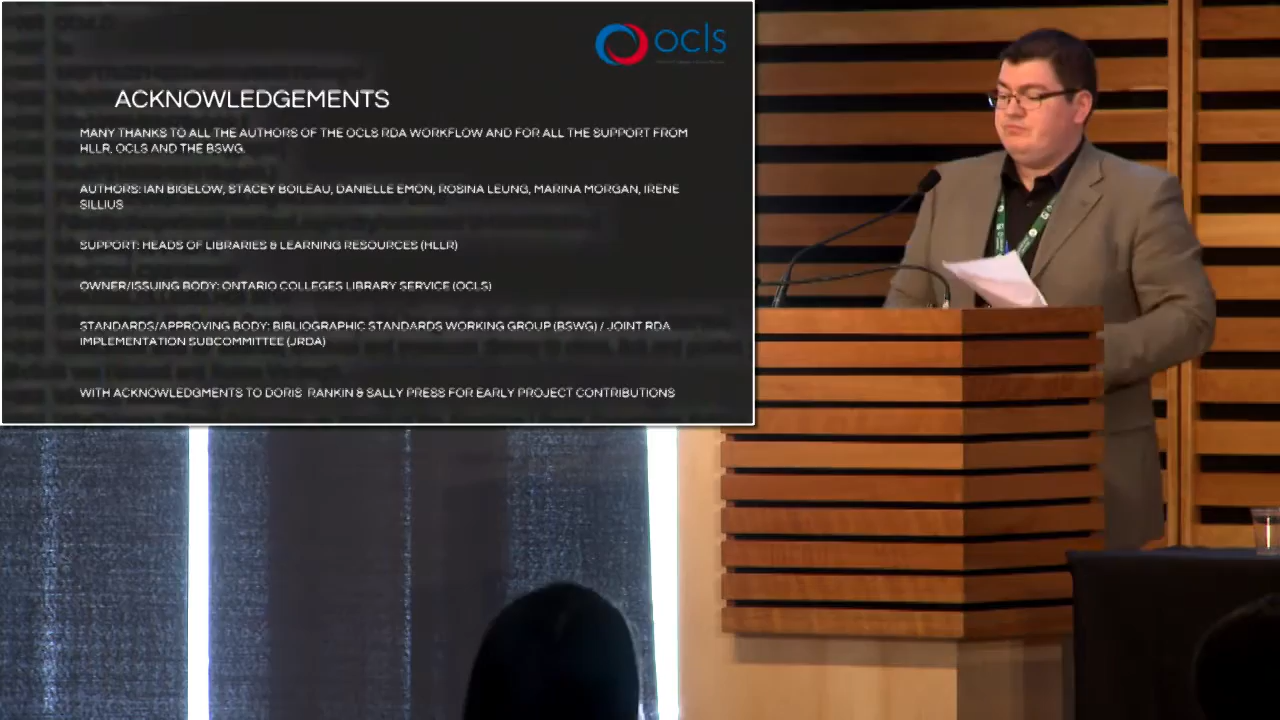 ocls
ACKNOWLEDGEMENTS
MANY THANKS TO ALL THE AUTHORS OF THE OCLS RDA WORKFLOW AND FOR ALL THE SUPPORT FROM
HLLR, OCLS AND THE BSWG.
AUTHORS: IAN BIGELOW, STACEY BOILEAU, DANIELLE EMON, ROSINA LEUNG, MARINA MORGAN, IRENE
SILLIUS
SUPPORT: HEADS OF LIBRARIES & LEARNING RESOURCES (HLLR)
OWNER/ISSUING BODY: ONTARIO COLLEGES LIBRARY SERVICE (OCLS)
STANDARDS/APPROVING BODY: BIBLIOGRAPHIC STANDARDS WORKING GROUP (BSWG) / JOINT RDA
IMPLEMENTATION SUBCOMMITTEE (JRDA)
WITH ACKNOWLEDGMENTS TO DORIS RANKIN & SALLY PRESS FOR EARLY PROJECT CONTRIBUTIONS